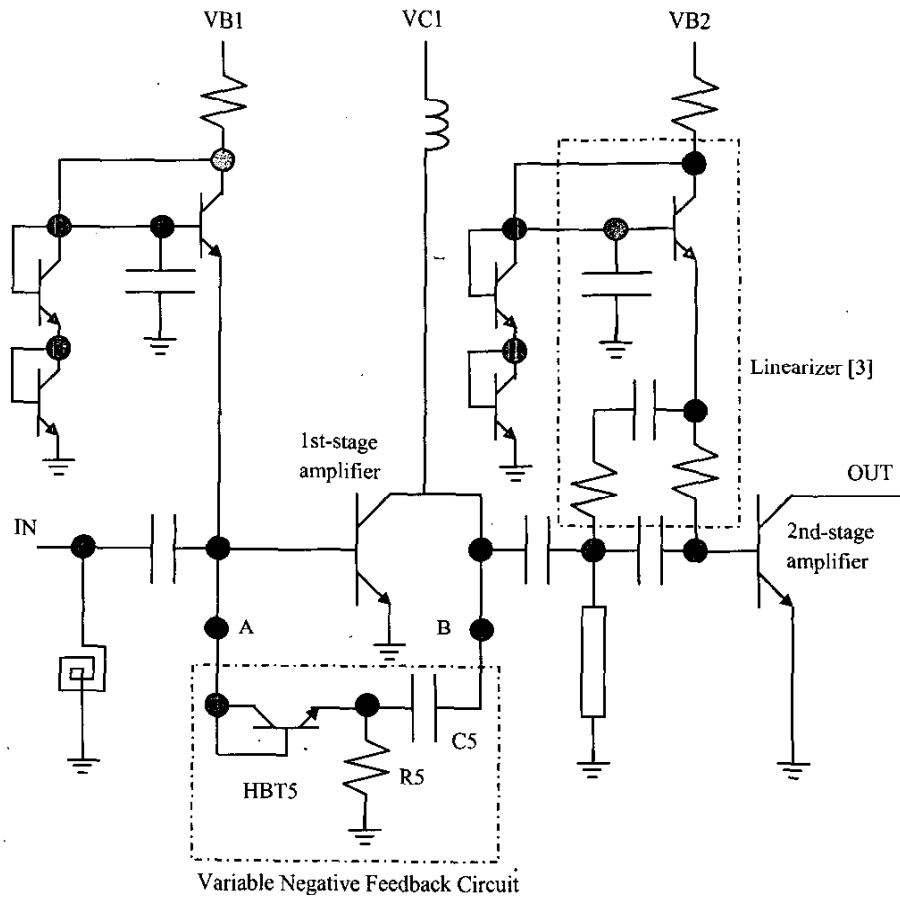 VB1
VC1
VB2
Linearizer [3]
1st-stage
amplifier
OUT
IN
2nd-stage
amplifier
A
B
C5
R5
HBT5
Variable Negative Feedback Circuit